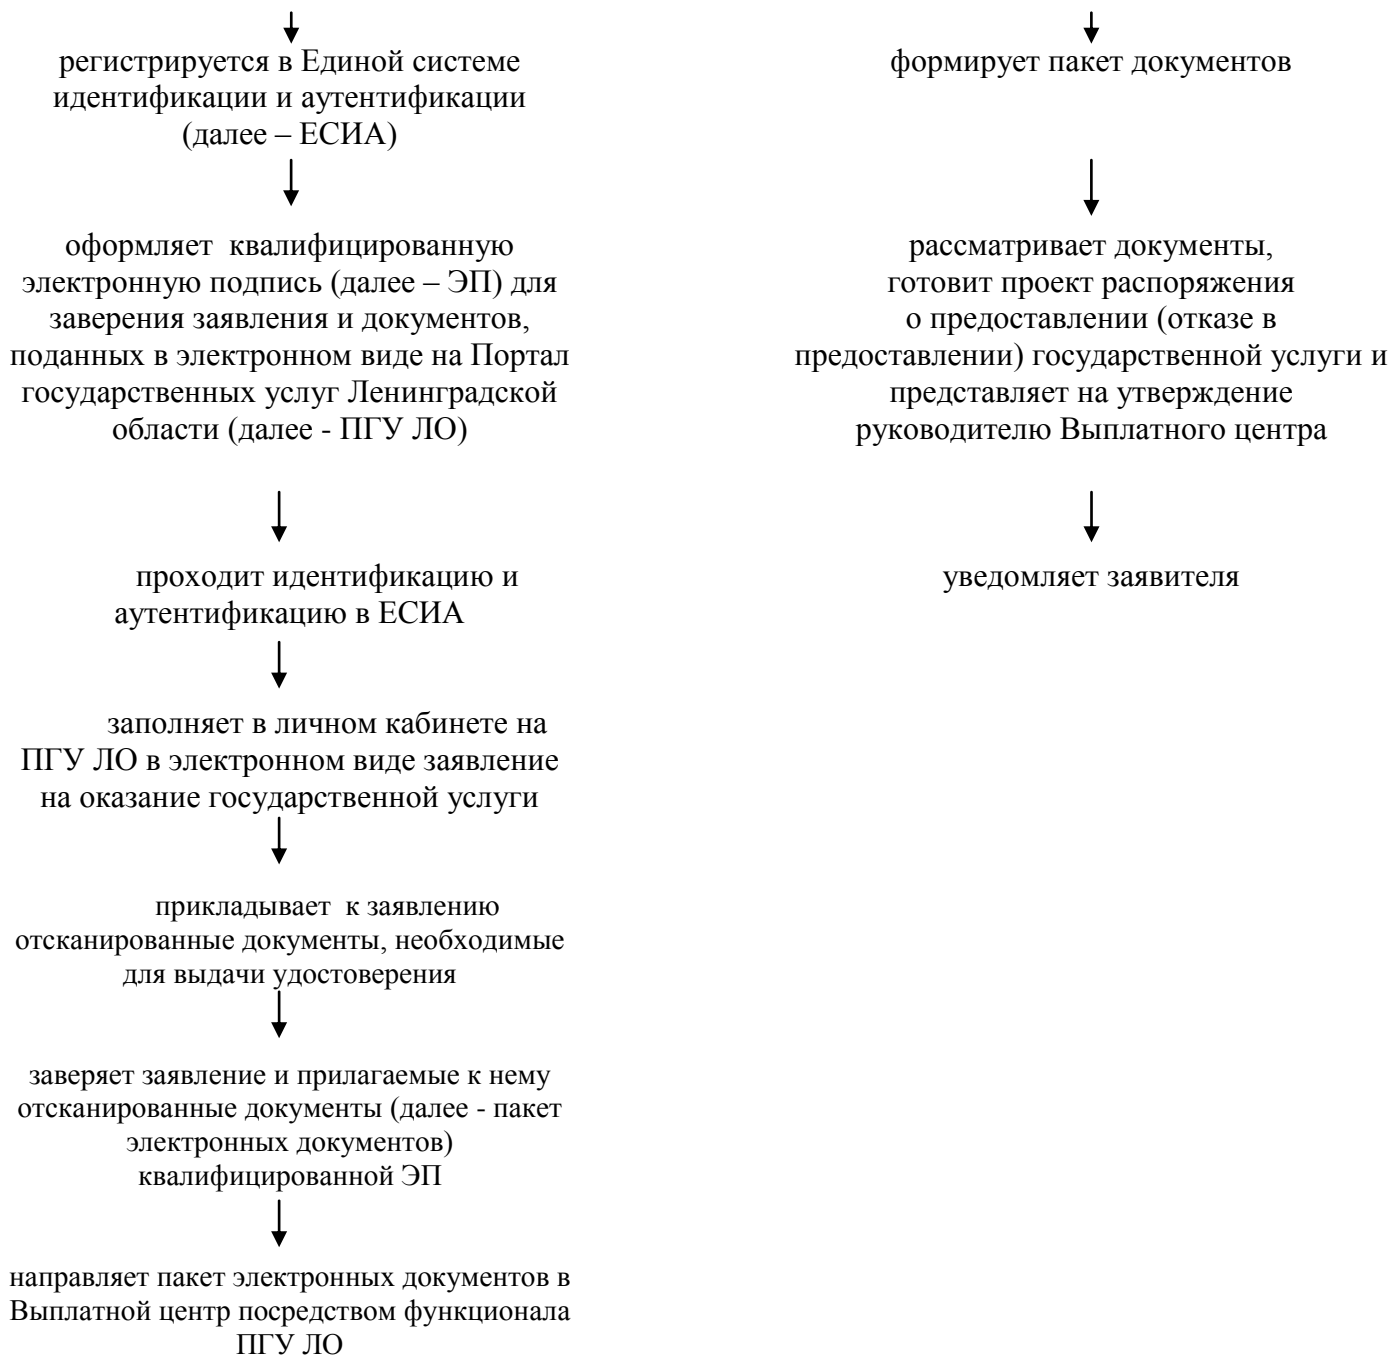 регистрируется в Единой системе
идентификации и аутентификации
(далее – ЕСИА)
оформляет квалифицированную
электронную подпись (далее – ЭП) для
заверения заявления и документов,
поданных в электронном виде на Портал
государственных услуг Ленинградской
области (далее - ПГУ ЛО)
проходит идентификацию и
аутентификацию в ЕСИА
заполняет в личном кабинете на
ПГУ ЛО в электронном виде заявление
на оказание государственной услуги
прикладывает к заявлению
отсканированные документы, необходимые
для выдачи удостоверения
заверяет заявление и прилагаемые к нему
отсканированные документы (далее - пакет
электронных документов)
квалифицированной ЭП
направляет пакет электронных документов в
Выплатной центр посредством функционала
ПГУ ЛО
формирует пакет документов
рассматривает документы,
готовит проект распоряжения
о предоставлении (отказе в
предоставлении) государственной услуги и
представляет на утверждение
руководителю Выплатного центра
уведомляет заявителя